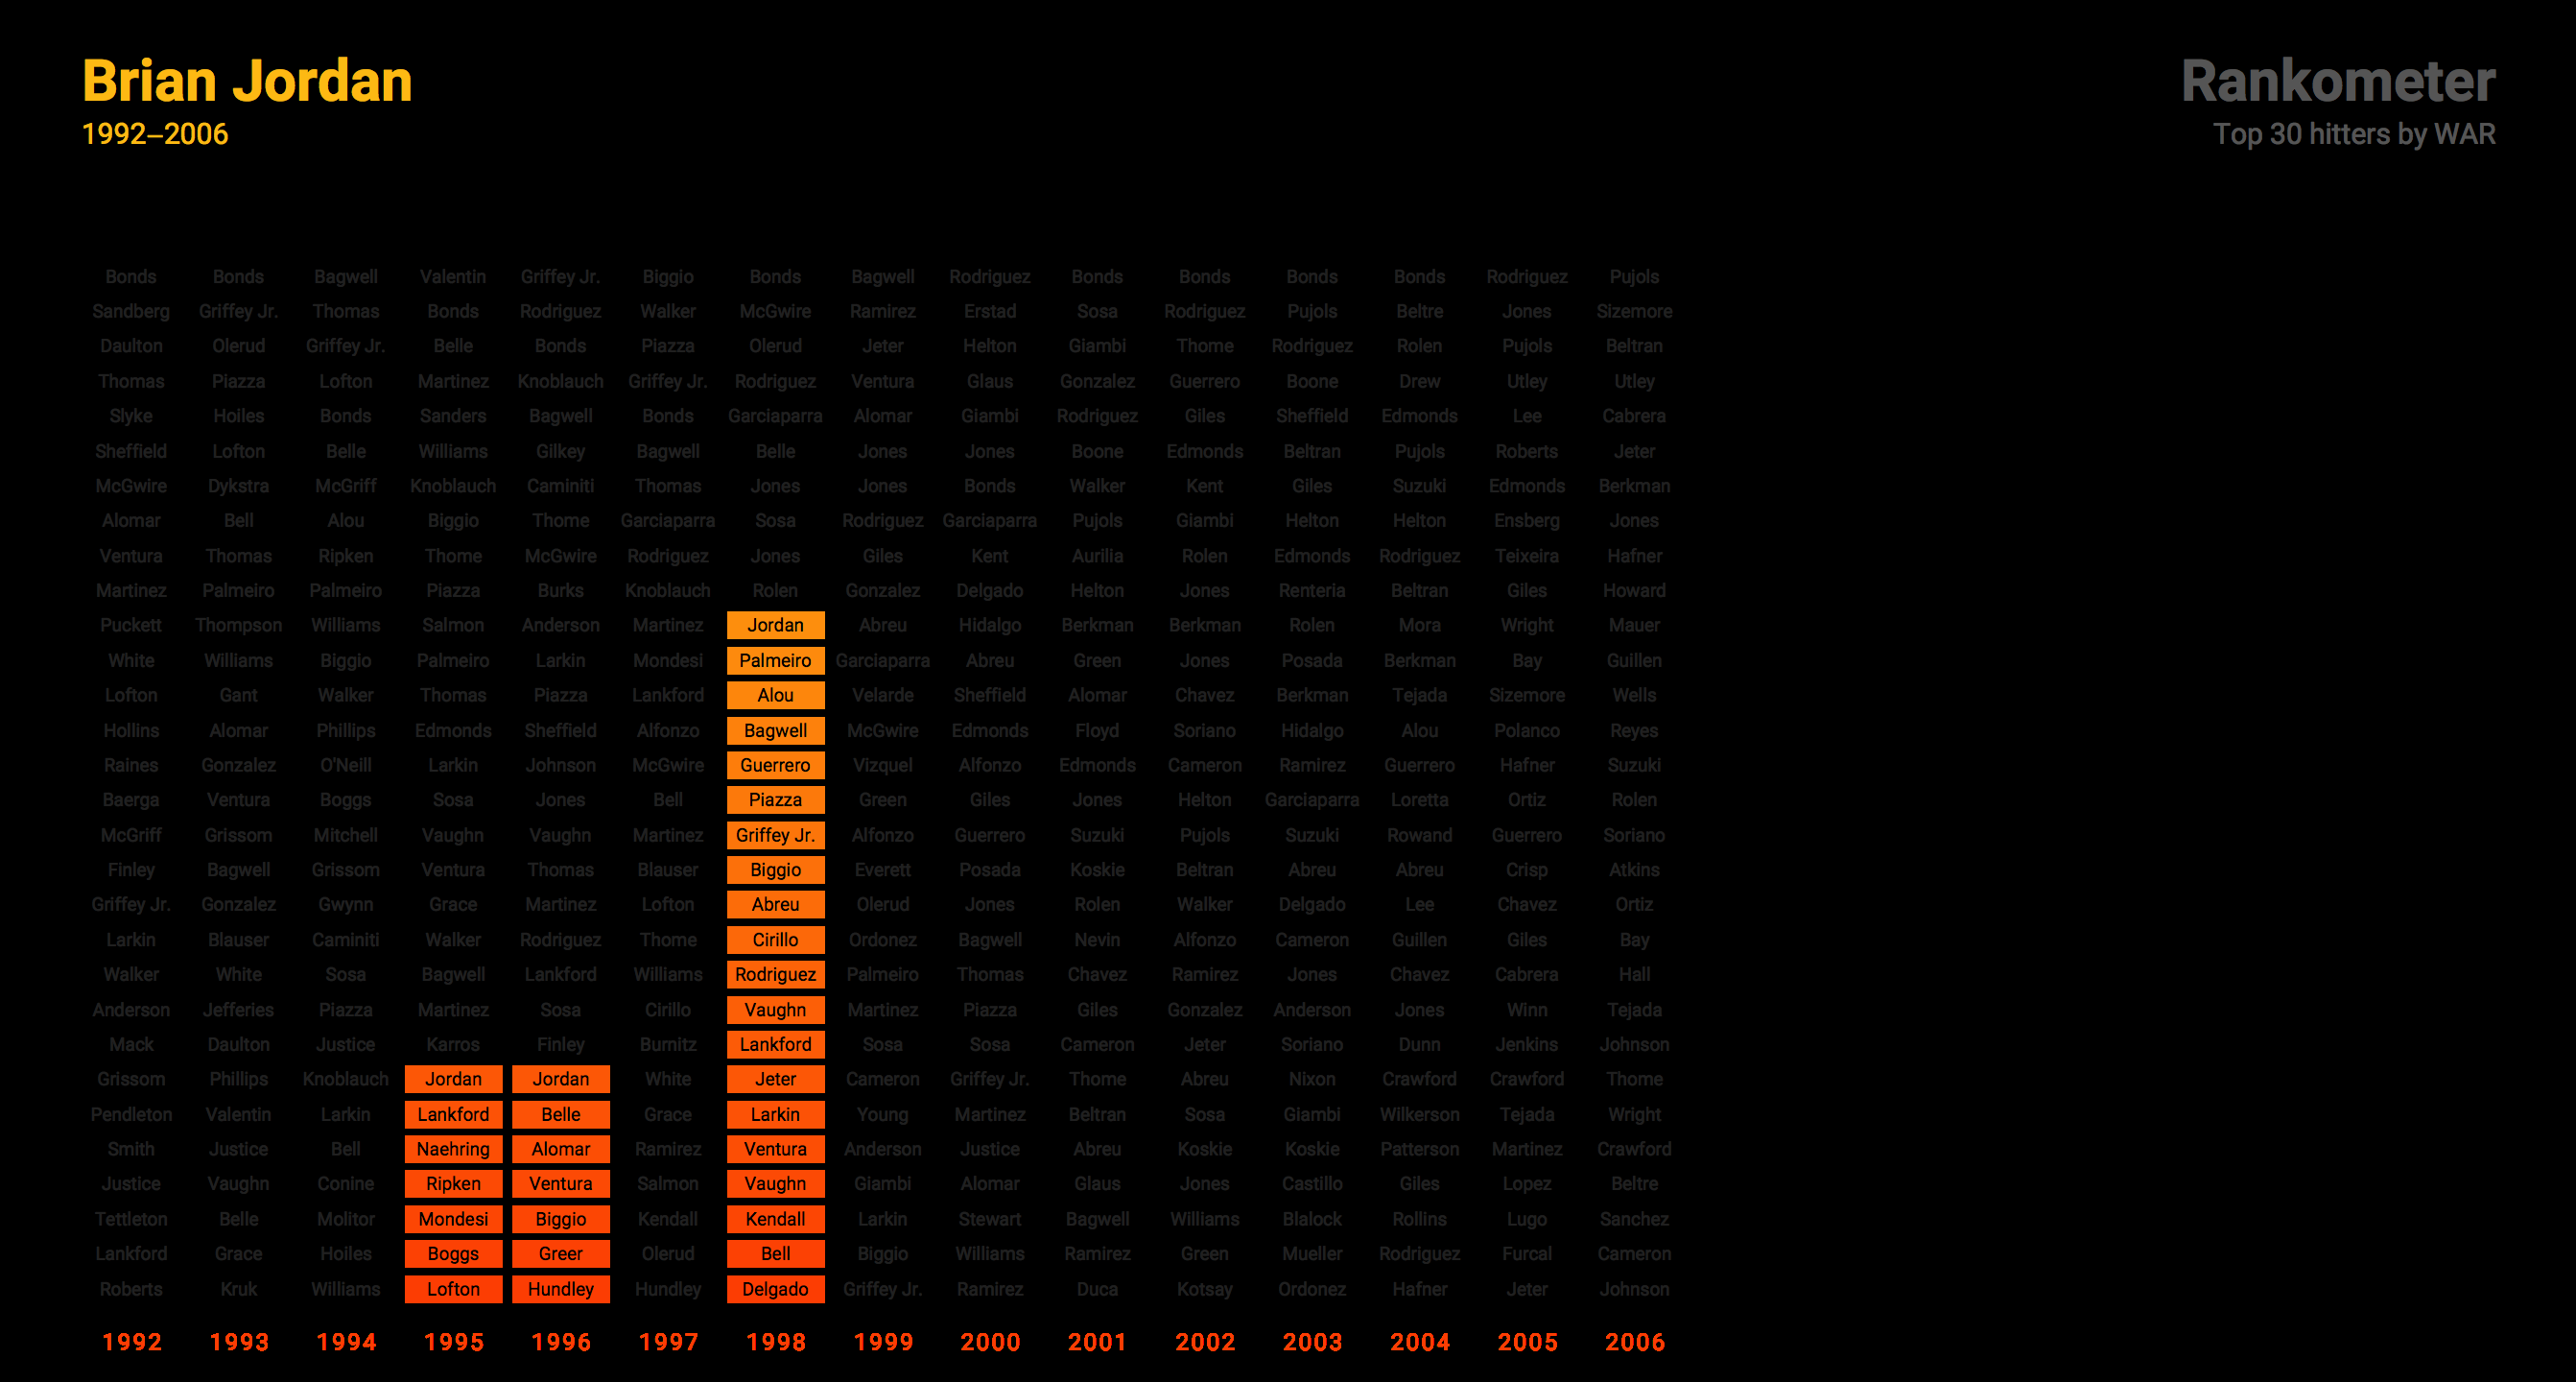 Brian Jordan
1992–2006
Rankometer
Top 30 hitters by WAR
Bonds Bonds Bagwell Valentin Griffey Jr. Biggio Bonds Bagwell Rodriguez Bonds Bonds Bonds Bonds Rodriguez Pujols
Sandberg Griffey Jr. Thomas Bonds Rodriguez Walker McGwire Ramirez Erstad Sosa Rodriguez Pujols Beltre Jones Sizemore
Daulton Olerud Griffey Jr. Belle Bonds Piazza Olerud Jeter Helton Giambi Thome Rodriguez Rolen Pujols Beltran
Thomas Piazza Lofton Martinez Knoblauch Griffey Jr. Rodriguez Ventura Glaus Gonzalez Guerrero Boone Drew Utley Utley
Slyke Hoiles Bonds Sanders Bagwell Bonds Garciaparra Alomar Giambi Rodriguez Giles Sheffield Edmonds Lee Cabrera
Sheffield Lofton Belle Williams Gilkey Bagwell Belle Jones Jones Boone Edmonds Beltran Pujols Roberts Jeter
McGwire Dykstra McGriff Knoblauch Caminiti Thomas Jones Jones Bonds Walker Kent Giles Suzuki Edmonds Berkman
Alomar Bell Alou Biggio Thome Garciaparra Sosa Rodriguez Garciaparra Pujols Giambi Helton Helton Ensberg Jones
Ventura Thomas Ripken Thome McGwire Rodriguez Jones Giles Kent Aurilia Rolen Edmonds Rodriguez Teixeira Hafner
Martinez Palmeiro Palmeiro Piazza Burks Knoblauch Rolen Gonzalez Delgado Helton Jones Renteria Beltran Giles Howard
Puckett Thompson Williams Salmon Anderson Martinez Jordan Abreu Hidalgo Berkman Berkman Rolen Mora Wright Mauer
White Williams Biggio Palmeiro Larkin Mondesi Palmeiro Garciaparra Abreu Green Jones Posada Berkman Bay Guillen
Lofton Gant Walker Thomas Piazza Lankford Alou Velarde Sheffield Alomar Chavez Berkman Tejada Sizemore Wells
Hollins Alomar Phillips Edmonds Sheffield Alfonzo Bagwell McGwire Edmonds Floyd Soriano Hidalgo Alou Polanco Reyes
Raines Gonzalez O'Neill Larkin Johnson McGwire Guerrero Vizquel Alfonzo Edmonds Cameron Ramirez Guerrero Hafner Suzuki
Baerga Ventura Boggs Sosa Jones Bell Piazza Green Giles Jones Helton Garciaparra Loretta Ortiz Rolen
McGriff Grissom Mitchell Vaughn Vaughn Martinez Griffey Jr. Alfonzo Guerrero Suzuki Pujols Suzuki Rowand Guerrero Soriano
Finley Bagwell Grissom Ventura Thomas Blauser Biggio Everett Posada Koskie Beltran Abreu Abreu Crisp Atkins
Griffey Jr. Gonzalez Gwynn Grace Martinez Lofton Abreu Olerud Jones Rolen Walker Delgado Lee Chavez Ortiz
Larkin Blauser Caminiti Walker Rodriguez Thome Cirillo Ordonez Bagwell Nevin Alfonzo Cameron Guillen Giles Bay
Walker White Sosa Bagwell Lankford Williams Rodriguez Palmeiro Thomas Chavez Ramirez Jones Chavez Cabrera Hall
Anderson Jefferies Piazza Martinez Sosa Cirillo Vaughn Martinez Piazza Giles Gonzalez Anderson Jones Winn Tejada
Mack Daulton Justice Karros Finley Burnitz Lankford Sosa Sosa Cameron Jeter Soriano Dunn Jenkins Johnson
Grissom Phillips Knoblauch Jordan Jordan White Jeter Cameron Griffey Jr. Thome Abreu Nixon Crawford Crawford Thome
Pendleton Valentin Larkin Lankford Belle Grace Larkin Young Martinez Beltran Sosa Giambi Wilkerson Tejada Wright
Smith Justice Bell Naehring Alomar Ramirez Ventura Anderson Justice Abreu Koskie Koskie Patterson Martinez Crawford
Justice Vaughn Conine Ripken Ventura Salmon Vaughn Giambi Alomar Glaus Jones Castillo Giles Lopez Beltre
Tettleton Belle Molitor Mondesi Biggio Kendall Kendall Larkin Stewart Bagwell Williams Blalock Rollins Lugo Sanchez
Lankford Grace Hoiles Boggs Greer Olerud Bell Biggio Williams Ramirez Green Mueller Rodriguez Furcal Cameron
Roberts Kruk Williams Lofton Hundley Hundley Delgado Griffey Jr. Ramirez Duca Kotsay Ordonez Hafner Jeter Johnson
1992 1993 1994 1995 1996 1997 1998 1999 2000 2001 2002 2003 2004 2005 2006